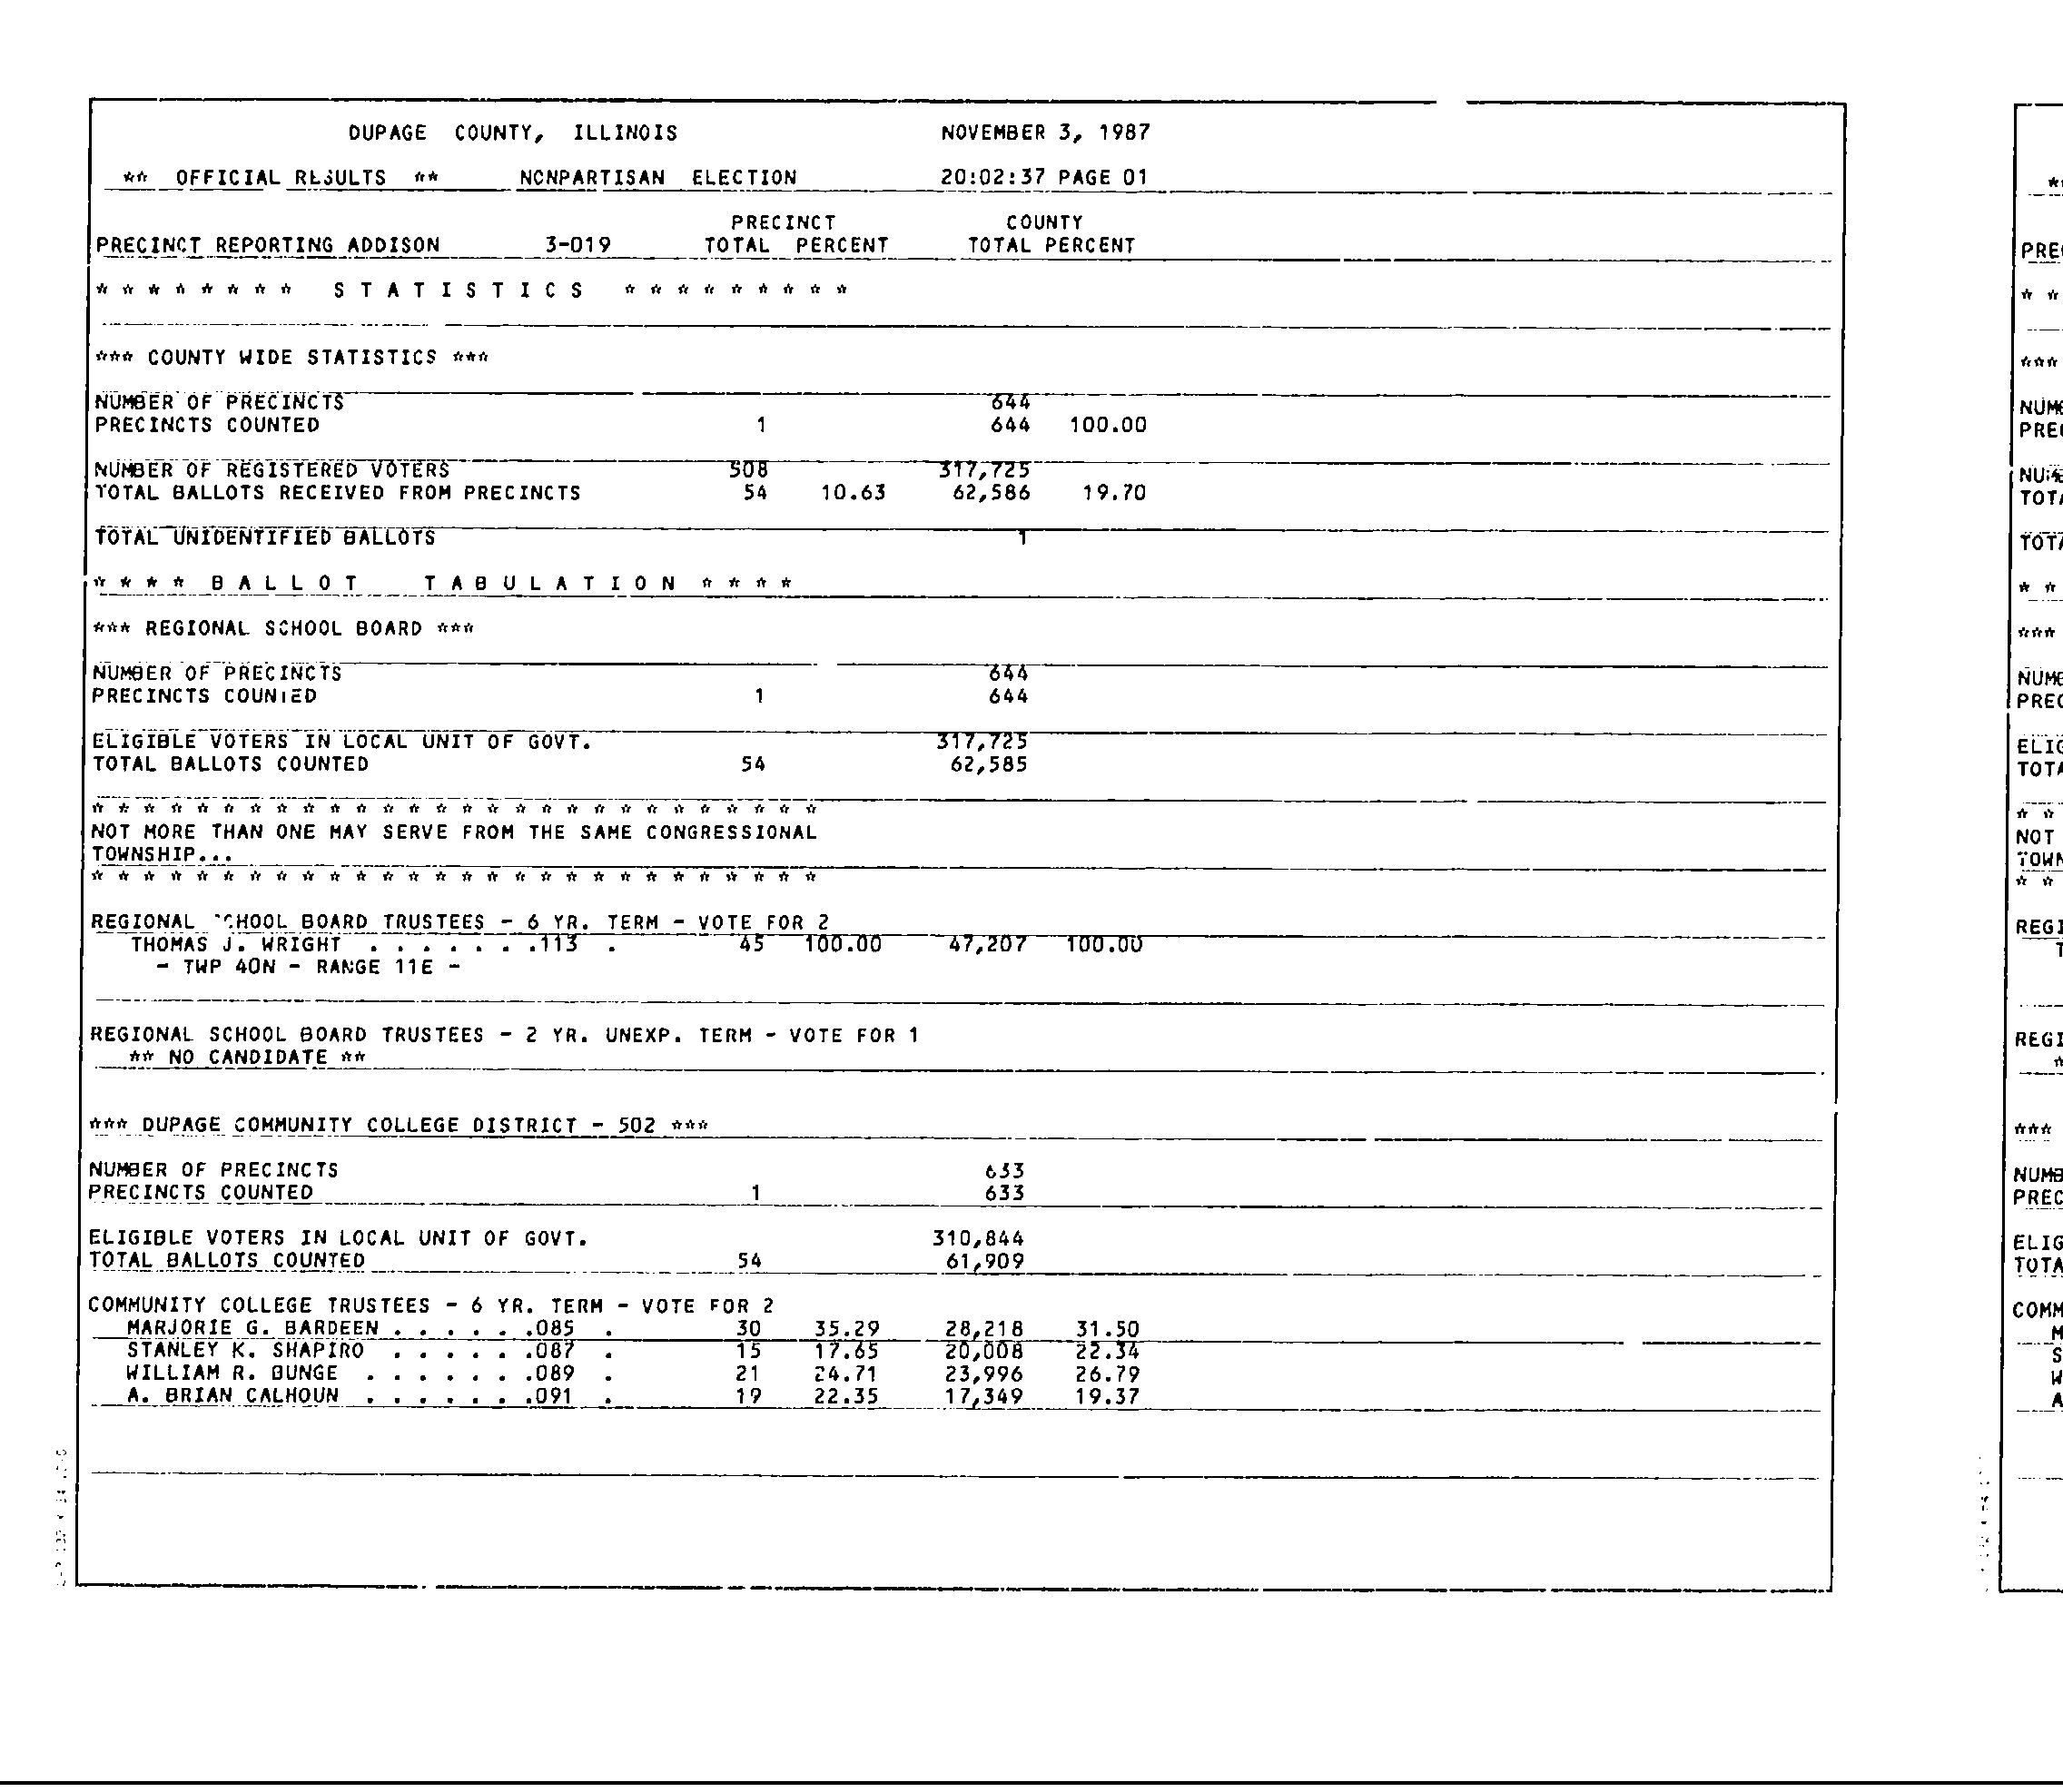 DUPAGE COUNTY, ILLINOIS NOVEMBER 3, 1987
** OFFICIAL RESULTS ** NONPARTISAN ELECTION 20:02:37 PAGE 01
PRECINCT COUNTY
PRECINCT REPORTING ADDISON 3-019 TOTAL PERCENT TOTAL PERCENT
* * * * * * * * S T A T I S T I C S * * * * * * * * *
*** COUNTY WIDE STATISTICS ***
NUMBER OF PRECINCTS 644
PRECINCTS COUNTED 1 644 100.00
NUMBER OF REGISTERED VOTERS 508 317,725
TOTAL BALLOTS RECEIVED FROM PRECINCTS 54 10.63 62,586 19.70
TOTAL UNIDENTIFIED BALLOTS 1
* * * * B A L L O T T A B U L A T I O N * * * *
*** REGIONAL SCHOOL BOARD ***
NUMBER OF PRECINCTS 644
PRECINCTS COUNTED 1 644
ELIGIBLE VOTERS IN LOCAL UNIT OF GOVT. 317,725
TOTAL BALLOTS COUNTED 54 62,585
* * * * * * * * * * * * * * * * * * * * * * * * * * * *
NOT MORE THAN ONE MAY SERVE FROM THE SAME CONGRESSIONAL
TOWNSHIP...
* * * * * * * * * * * * * * * * * * * * * * * * * * * *
REGIONAL SCHOOL BOARD TRUSTEES - 6 YR. TERM - VOTE FOR 2
THOMAS J. WRIGHT . . . . . . .113 . 45 100.00 47,207 100.00
- TWP 40N - RANGE 11E -
REGIONAL SCHOOL BOARD TRUSTEES - 2 YR. UNEXP. TERM - VOTE FOR 1
** NO CANDIDATE **
*** DUPAGE COMMUNITY COLLEGE DISTRICT - 502 ***
NUMBER OF PRECINCTS 633
PRECINCTS COUNTED 1 633
ELIGIBLE VOTERS IN LOCAL UNIT OF GOVT. 310,844
TOTAL BALLOTS COUNTED 54 61,909
COMMUNITY COLLEGE TRUSTEES - 6 YR. TERM - VOTE FOR 2
MARJORIE G. BARDEEN . . . . . .085 . 30 35.29 28,218 31.50
STANLEY K. SHAPIRO . . . . . .087 . 15 17.65 20,008 22.34
WILLIAM R. BUNGE . . . . . . .089 . 21 24.71 23,996 26.79
A. BRIAN CALHOUN . . . . . . .091 . 19 22.35 17,349 19.37